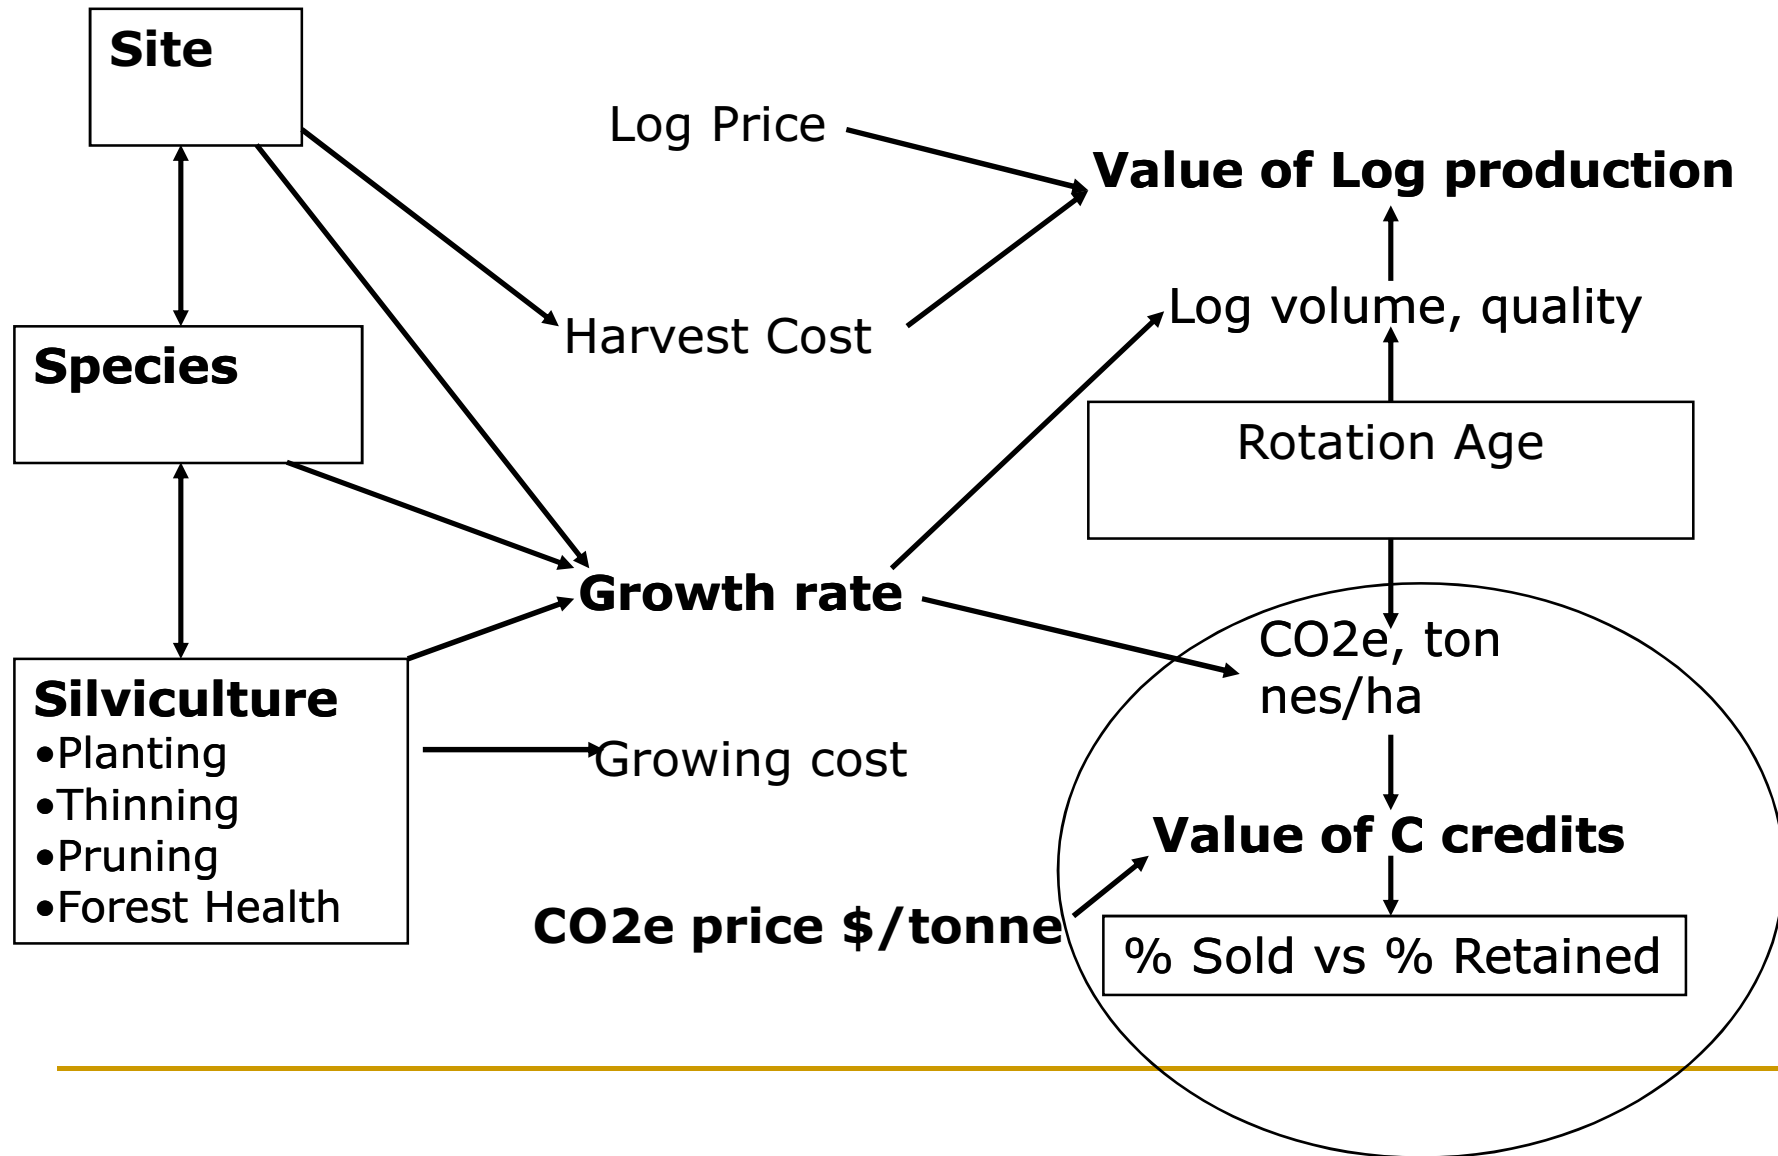 Site
Log Price
Value of Log production
Log volume, quality
Harvest Cost
Species
Rotation Age
Growth rate
CO2e, ton
nes/ha
Silviculture
•Planting
•Thinning
•Pruning
•Forest Health
Growing cost
Value of C credits
CO2e price $/tonne
% Sold vs % Retained